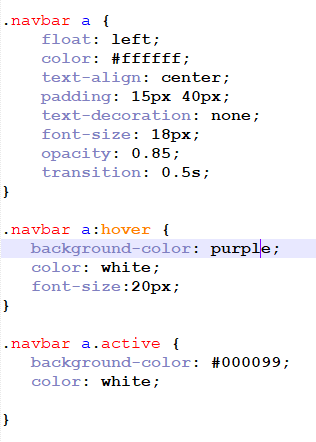 .navbar a {
    float: left;
    color: #ffffff;
    text-align: center;
    padding: 15px 40px;
    text-decoration: none;
    font-size: 18px;
    opacity: 0.85;
    transition: 0.5s;
}
.navbar a:hover {
   background-color: purple;
   color: white;
   font-size:20px;
}
.navbar a.active {
   background-color: #000099;
   color: white;
}